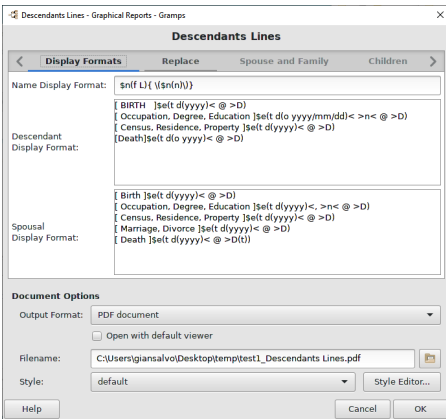 Descendants Lines - Graphical Reports - Gramps
Descendants Lines
Display Formats Replace Spouse and Family Children
Name Display Format: $n(f L){ \($n(n)\)}
Descendant
Display Format:
[ BIRTH   ]$e(t d(yyyy)< @ >D)
[ Occupation, Degree, Education ]$e(t d(o yyyy/mm/dd)< >n< @ >D)
[ Census, Residence, Property ]$e(t d(yyyy)< @ >D)
[Death]$e(t d(yyyy)< @ >D)
Spousal
Display Format:
[ Birth ]$e(t d(yyyy)< @ >D)
[ Occupation, Degree, Education ]$e(t d(yyyy)<, >n< @ >D)
[ Census, Residence, Property ]$e(t d(yyyy)< @ >D)
[ Marriage, Divorce ]$e(t d(yyyy)< @ >D)
[ Death ]$e(t d(yyyy)< @ >D(t))
Document Options
Output Format: PDF document
Open with default viewer
Filename: C:\Users\giansalvo\Desktop\temp\test1_Descendants Lines.pdf
Style: default Style Editor...
Help Cancel OK